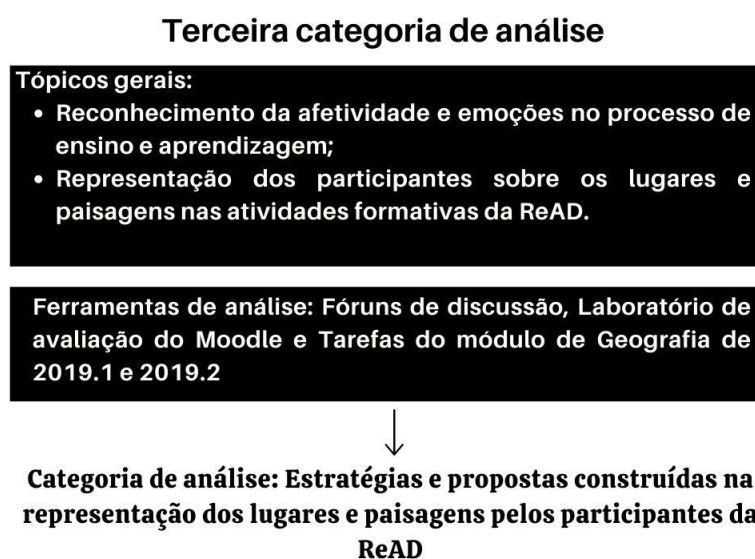 Terceira categoria de análise
Tópicos gerais:
• Reconhecimento da afetividade e emoções no processo de
ensino e aprendizagem;
• Representação dos participantes sobre os lugares e
paisagens nas atividades formativas da ReAD.
Ferramentas de análise: Fóruns de discussão, Laboratório de
avaliação do Moodle e Tarefas do módulo de Geografia de
2019.1 e 2019.2
Categoria de análise: Estratégias e propostas construídas na
representação dos lugares e paisagens pelos participantes da
ReAD